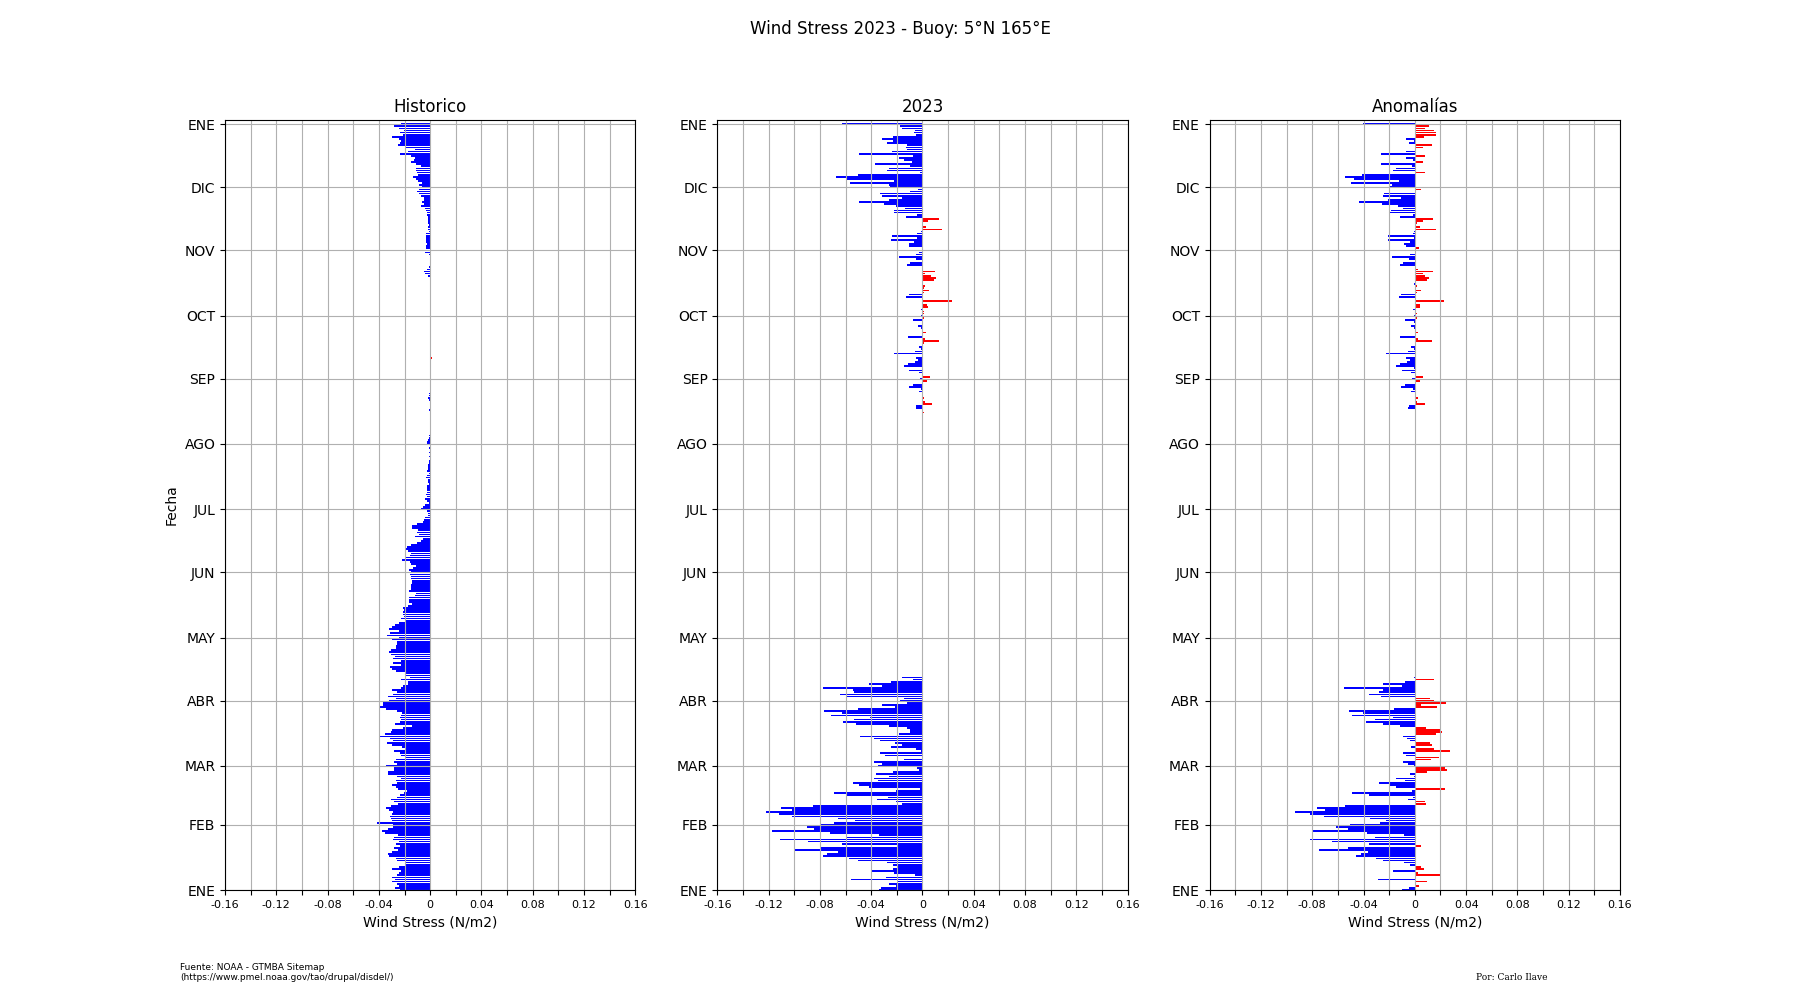 Wind Stress 2023 - Buoy: 5°N 165°E
Historico
2023
Anomalías
ENE
DIC
NOV
OCT
SEP
AGO
JUL
JUN
MAY
ABR
MAR
FEB
ENE
Fecha
-0.16 -0.12 -0.08 -0.04 0 0.04 0.08 0.12 0.16
Wind Stress (N/m2)
ENE
DIC
NOV
OCT
SEP
AGO
JUL
JUN
MAY
ABR
MAR
FEB
ENE
-0.16 -0.12 -0.08 -0.04 0 0.04 0.08 0.12 0.16
Wind Stress (N/m2)
ENE
DIC
NOV
OCT
SEP
AGO
JUL
JUN
MAY
ABR
MAR
FEB
ENE
-0.16 -0.12 -0.08 -0.04 0 0.04 0.08 0.12 0.16
Wind Stress (N/m2)
Fuente: NOAA - GTMBA Sitemap
(https://www.pmel.noaa.gov/tao/drupal/disdel/)
Por: Carlo Ilave